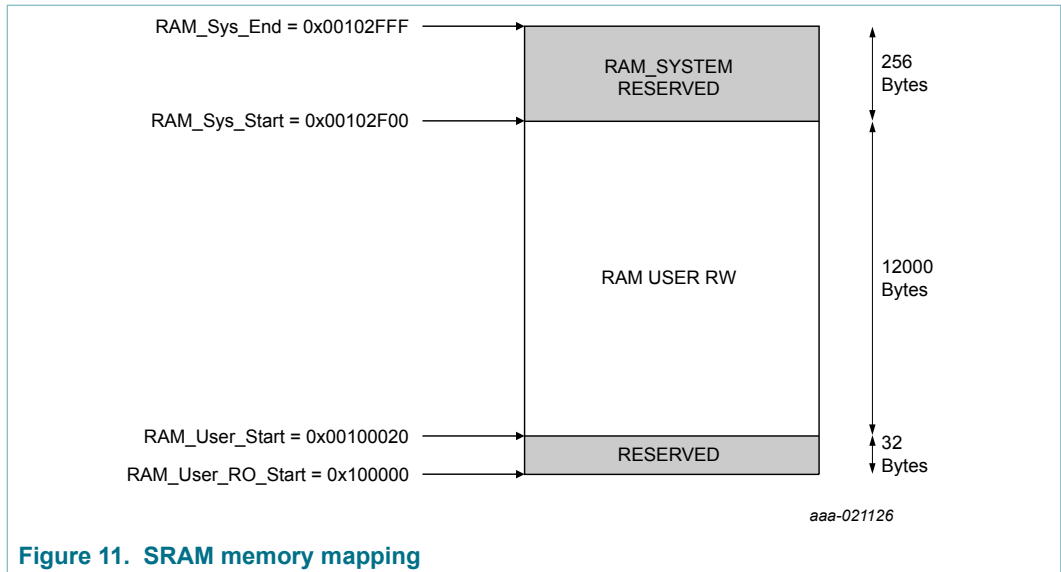 RAM_Sys_End = 0x00102FFF
RAM_SYSTEM
RESERVED
256
Bytes
RAM_Sys_Start = 0x00102F00
RAM USER RW
12000
Bytes
RAM_User_Start = 0x00100020
RESERVED
32
Bytes
RAM_User_RO_Start = 0x100000
aaa-021126
Figure 11. SRAM memory mapping